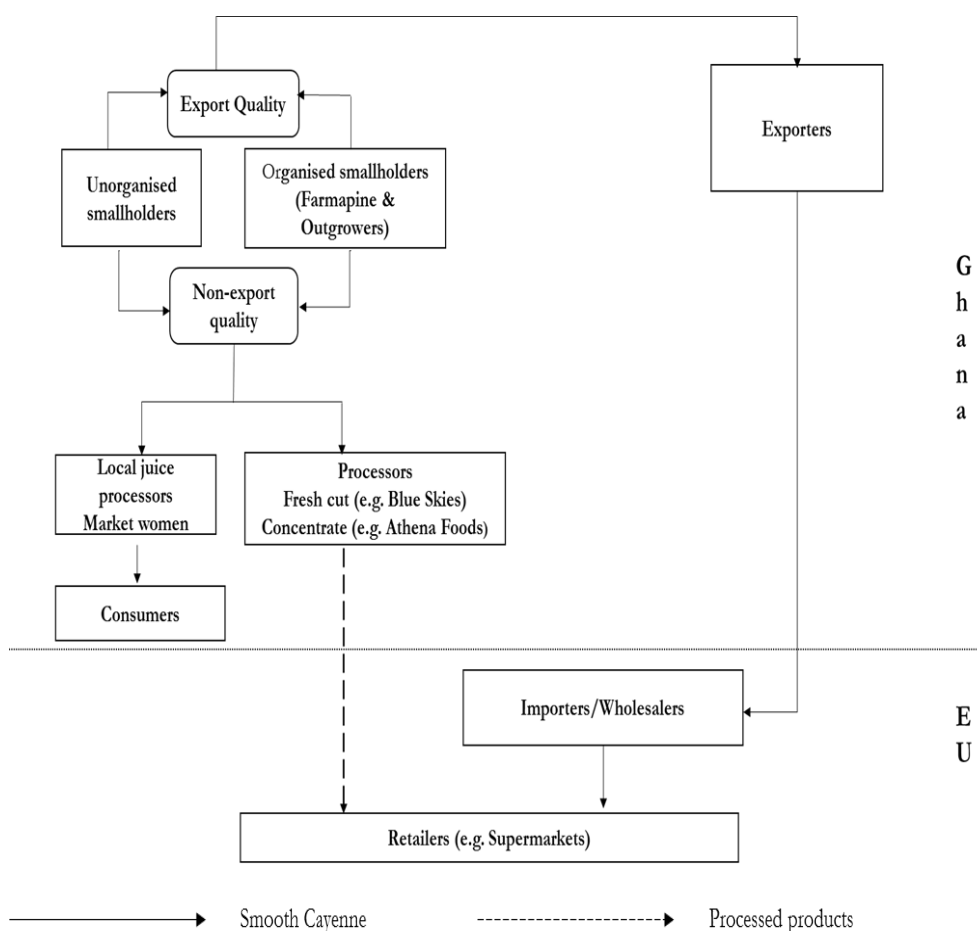 Export Quality
Exporters
Unorganised
smallholders
Organised smallholders
(Farmapine &
Outgrowers)
Non-export
quality
G
h
a
n
a
Local juice
processors
Market women
Processors
Fresh cut (e.g. Blue Skies)
Concentrate (e.g. Athena Foods)
Consumers
Importers/Wholesalers
E
U
Retailers (e.g. Supermarkets)
Smooth Cayenne
Processed products